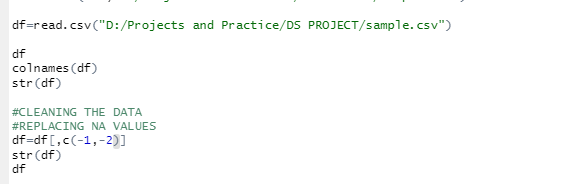 df=read.csv("D:/Projects and Practice/DS PROJECT/sample.csv")
df
colnames(df)
str(df)
#CLEANING THE DATA
#REPLACING NA VALUES
df=df[,c(-1,-2)]
str(df)
df